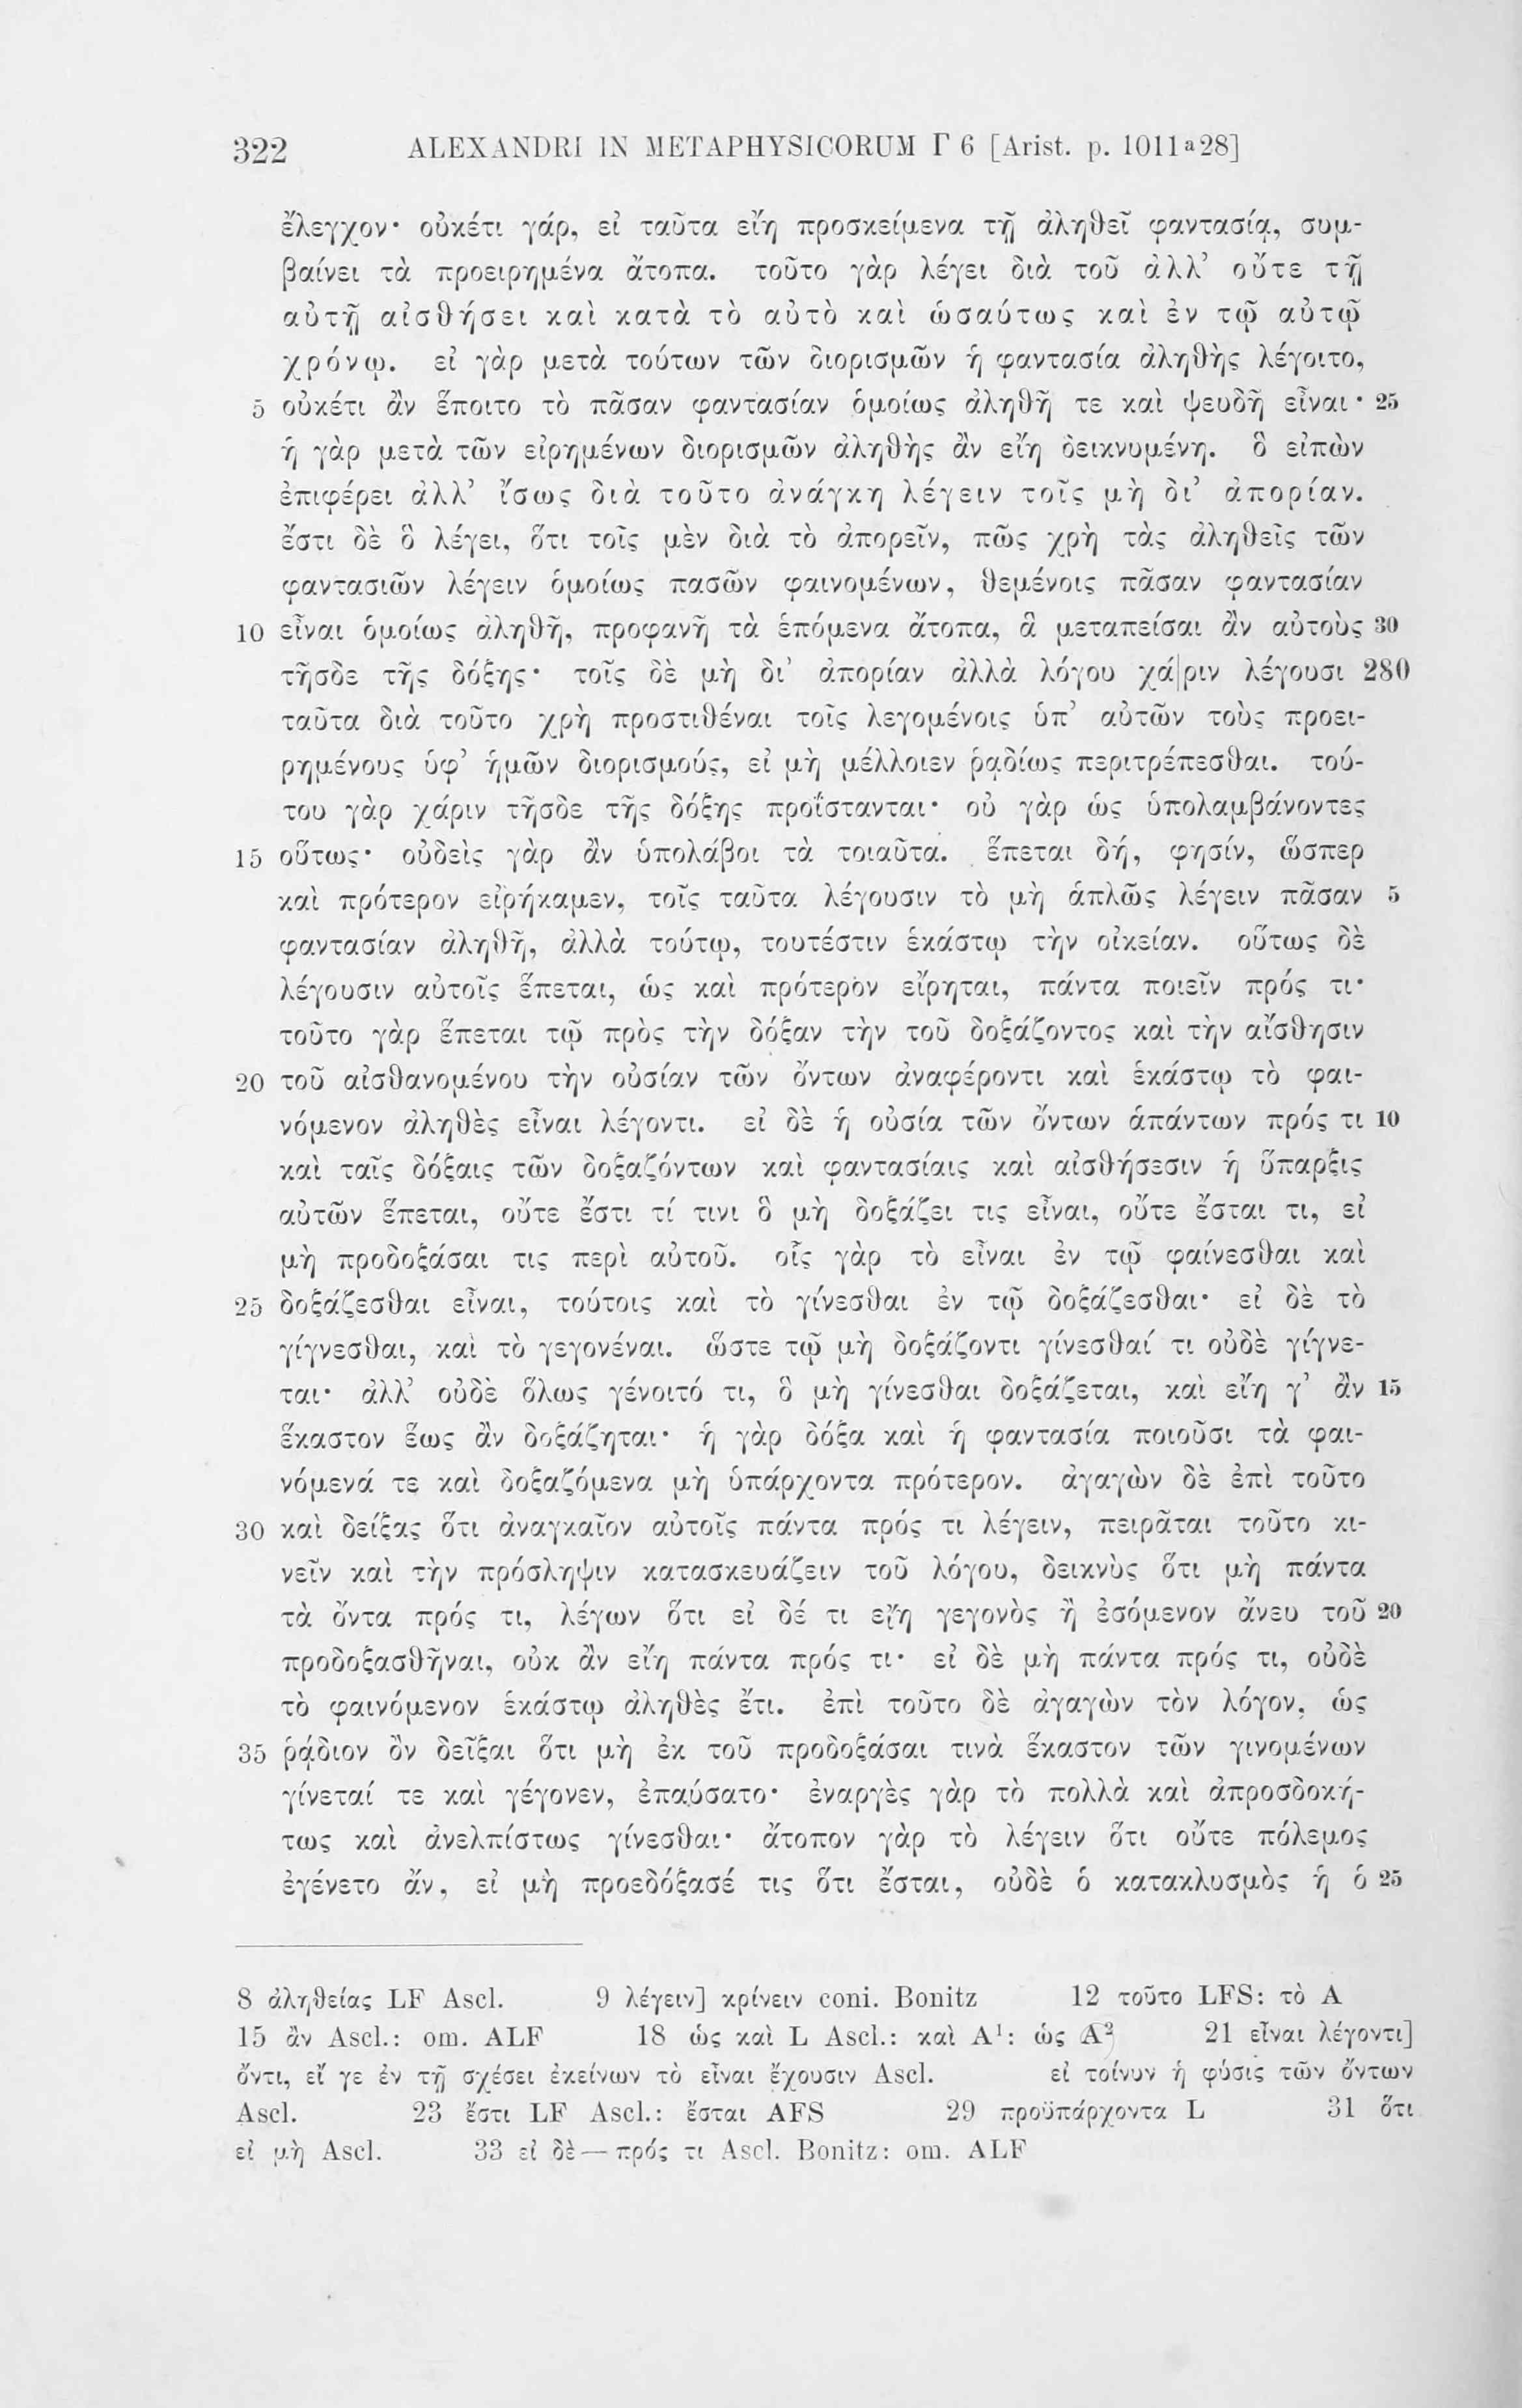 322 ALEXANDRI IN METAPHYSICORUM Γ 6 [Arist. p. 1011 a 28]
ἔλεγχον· οὐκέτι γάρ, εἰ ταῦτα εἴη προσκείμενα τῇ ἀληθεῖ φαντασίᾳ, συμ-
βαίνει τὰ προειρημένα ἄτοπα. τοῦτο γὰρ λέγει διὰ τοῦ ἀλλ’ οὔτε τῇ
αὐτῇ αἰσθήσει καὶ κατὰ τὸ αὐτὸ καὶ ὡσαύτως καὶ ἐν τῷ αὐτῷ
χρόνῳ. εἰ γὰρ μετὰ τούτων τῶν διορισμῶν ἡ φαντασία ἀληθὴς λέγοιτο,
5 οὐκέτι ἂν ἕποιτο τὸ πᾶσαν φαντασίαν ὁμοίως ἀληθῆ τε καὶ ψευδῆ εἶναι· 25
ἡ γὰρ μετὰ τῶν εἰρημένων διορισμῶν ἀληθὴς ἂν εἴη δεικνυμένη. ὃ εἰπὼν
ἐπιφέρει ἀλλ’ ἴσως διὰ τοῦτο ἀνάγκη λέγειν τοῖς μὴ δι’ ἀπορίαν.
ἔστι δὲ ὃ λέγει, ὅτι τοῖς μὲν διὰ τὸ ἀπορεῖν, πῶς χρὴ τὰς ἀληθεῖς τῶν
φαντασιῶν λέγειν ὁμοίως πασῶν φαινομένων, θεμένοις πᾶσαν φαντασίαν
10 εἶναι ὁμοίως ἀληθῆ, προφανῆ τὰ ἑπόμενα ἄτοπα, ἃ μεταπείσαι ἂν αὐτοὺς 30
τῆσδε τῆς δόξης· τοῖς δὲ μὴ δι’ ἀπορίαν ἀλλὰ λόγου χά|ριν λέγουσι 280
ταῦτα διὰ τοῦτο χρὴ προστιθέναι τοῖς λεγομένοις ὑπ’ αὐτῶν τοὺς προει-
ρημένους ὑφ’ ἡμῶν διορισμούς, εἰ μὴ μέλλοιεν ῥᾳδίως περιτρέπεσθαι. τού-
του γὰρ χάριν τῆσδε τῆς δόξης προΐστανται· οὐ γὰρ ὡς ὑπολαμβάνοντες
15 οὕτως· οὐδεὶς γὰρ ἂν ὑπολάβοι τὰ τοιαῦτα. ἕπεται δή, φησίν, ὥσπερ
καὶ πρότερον εἰρήκαμεν, τοῖς ταῦτα λέγουσιν τὸ μὴ ἁπλῶς λέγειν πᾶσαν 5
φαντασίαν ἀληθῆ, ἀλλὰ τούτῳ, τουτέστιν ἑκάστῳ τὴν οἰκείαν. οὕτως δὲ
λέγουσιν αὐτοῖς ἕπεται, ὡς καὶ πρότερον εἴρηται, πάντα ποιεῖν πρός τι·
τοῦτο γὰρ ἕπεται τῷ πρὸς τὴν δόξαν τὴν τοῦ δοξάζοντος καὶ τὴν αἴσθησιν
20 τοῦ αἰσθανομένου τὴν οὐσίαν τῶν ὄντων ἀναφέροντι καὶ ἑκάστῳ τὸ φαι-
νόμενον ἀληθὲς εἶναι λέγοντι. εἰ δὲ ἡ οὐσία τῶν ὄντων ἁπάντων πρός τι 10
καὶ ταῖς δόξαις τῶν δοξαζόντων καὶ φαντασίαις καὶ αἰσθήσεσιν ἡ ὕπαρξις
αὐτῶν ἕπεται, οὔτε ἔστι τί τινι ὃ μὴ δοξάζει τις εἶναι, οὔτε ἔσται τι, εἰ
μὴ προδοξάσαι τις περὶ αὐτοῦ. οἷς γὰρ τὸ εἶναι ἐν τῷ φαίνεσθαι καὶ
25 δοξάζεσθαι εἶναι, τούτοις καὶ τὸ γίνεσθαι ἐν τῷ δοξάζεσθαι· εἰ δὲ τὸ
γίγνεσθαι, καὶ τὸ γεγονέναι. ὥστε τῷ μὴ δοξάζοντι γίνεσθαί τι οὐδὲ γίγνε-
ται· ἀλλ’ οὐδὲ ὅλως γένοιτό τι, ὃ μὴ γίνεσθαι δοξάζεται, καὶ εἴη γ’ ἂν 15
ἕκαστον ἕως ἂν δοξάζηται· ἡ γὰρ δόξα καὶ ἡ φαντασία ποιοῦσι τὰ φαι-
νόμενά τε καὶ δοξαζόμενα μὴ ὑπάρχοντα πρότερον. ἀγαγὼν δὲ ἐπὶ τοῦτο
30 καὶ δείξας ὅτι ἀναγκαῖον αὐτοῖς πάντα πρός τι λέγειν, πειρᾶται τοῦτο κι-
νεῖν καὶ τὴν πρόσληψιν κατασκευάζειν τοῦ λόγου, δεικνὺς ὅτι μὴ πάντα
τὰ ὄντα πρός τι, λέγων ὅτι εἰ δέ τι εἴη γεγονὸς ἢ ἐσόμενον ἄνευ τοῦ 20
προδοξασθῆναι, οὐκ ἂν εἴη πάντα πρός τι· εἰ δὲ μὴ πάντα πρός τι, οὐδὲ
τὸ φαινόμενον ἑκάστῳ ἀληθὲς ἔτι. ἐπὶ τοῦτο δὲ ἀγαγὼν τὸν λόγον, ὡς
35 ῥᾴδιον ὂν δεῖξαι ὅτι μὴ ἐκ τοῦ προδοξάσαι τινὰ ἕκαστον τῶν γινομένων
γίνεταί τε καὶ γέγονεν, ἐπαύσατο· ἐναργὲς γὰρ τὸ πολλὰ καὶ ἀπροσδοκή-
τως καὶ ἀνελπίστως γίνεσθαι· ἄτοπον γὰρ τὸ λέγειν ὅτι οὔτε πόλεμος
ἐγένετο ἄν, εἰ μὴ προεδόξασέ τις ὅτι ἔσται, οὐδὲ ὁ κατακλυσμὸς ἡ ὁ 25
8 ἀληθείας LF Ascl. 9 λέγειν] κρίνειν coni. Bonitz 12 τοῦτο LFS: τὸ A
15 ἂν Ascl.: om. ALF 18 ὡς καὶ L Ascl.: καὶ A¹: ὡς A² 21 εἶναι λέγοντι]
ὄντι, εἴ γε ἐν τῇ σχέσει ἐκείνων τὸ εἶναι ἔχουσιν Ascl. εἰ τοίνυν ἡ φύσις τῶν ὄντων
Ascl. 23 ἔστι LF Ascl.: ἔσται AFS 29 προϋπάρχοντα L 31 ὅτι
εἰ μὴ Ascl. 33 εἰ δὲ — πρός τι Ascl. Bonitz: om. ALF